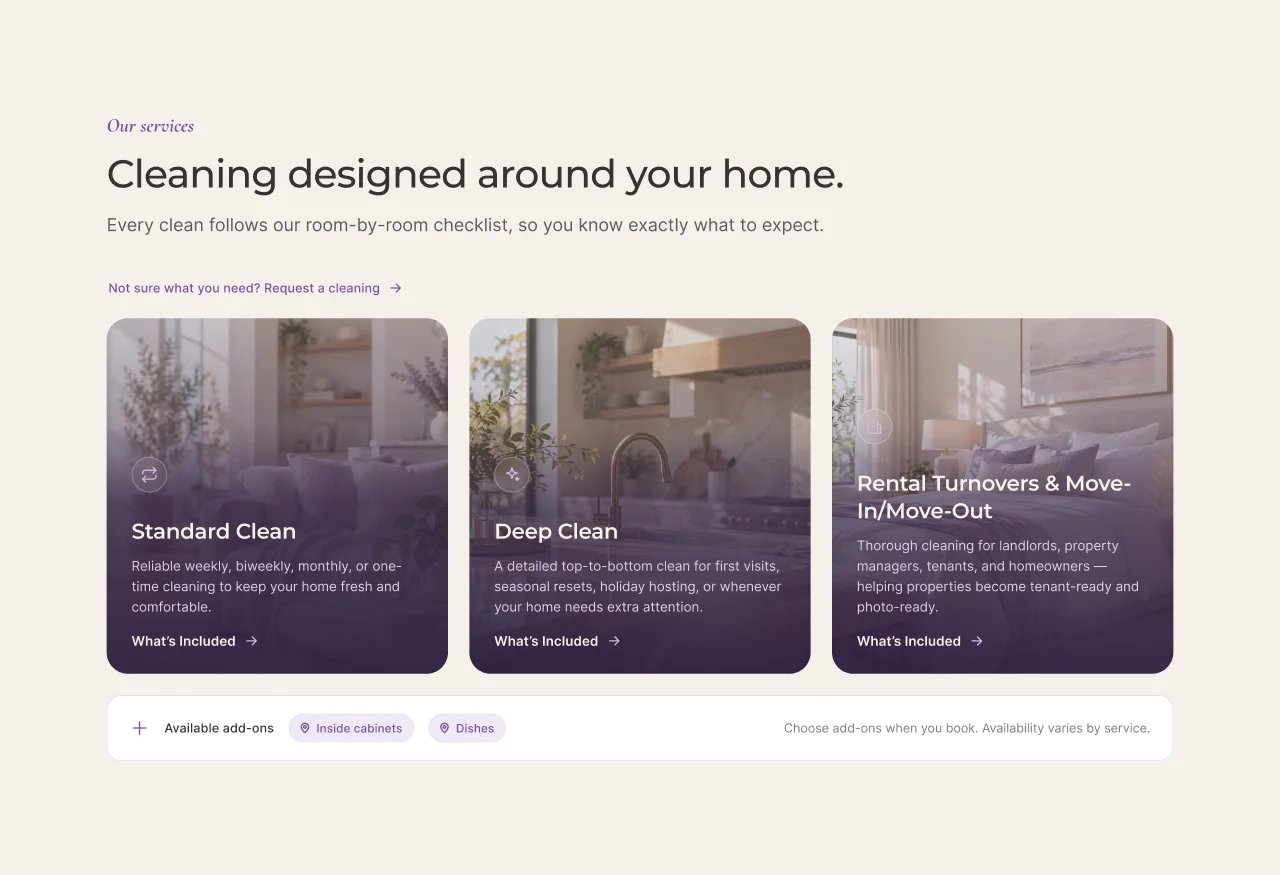 Our services
Cleaning designed around your home.
Every clean follows our room-by-room checklist, so you know exactly what to expect.
Not sure what you need? Request a cleaning
Standard Clean
Reliable weekly, biweekly, monthly, or one-
time cleaning to keep your home fresh and
comfortable.
What’s Included
Deep Clean
A detailed top-to-bottom clean for first visits,
seasonal resets, holiday hosting, or whenever
your home needs extra attention.
What’s Included
Rental Turnovers & Move-
In/Move-Out
Thorough cleaning for landlords, property
managers, tenants, and homeowners —
helping properties become tenant-ready and
photo-ready.
What’s Included
Available add-ons
Inside cabinets
Dishes
Choose add-ons when you book. Availability varies by service.